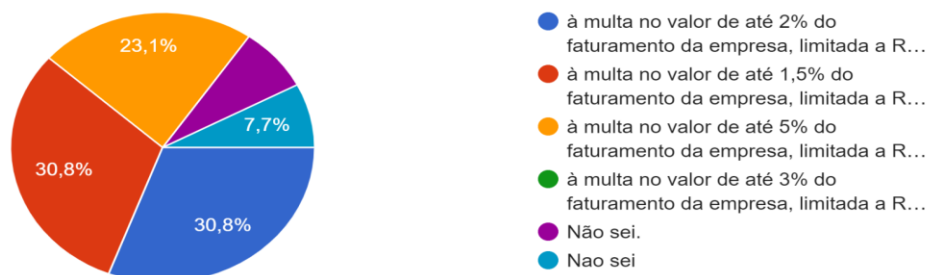 23,1%
7,7%
30,8%
30,8%
à multa no valor de até 2% do
faturamento da empresa, limitada a R…
à multa no valor de até 1,5% do
faturamento da empresa, limitada a R…
à multa no valor de até 5% do
faturamento da empresa, limitada a R…
à multa no valor de até 3% do
faturamento da empresa, limitada a R…
Não sei.
Nao sei